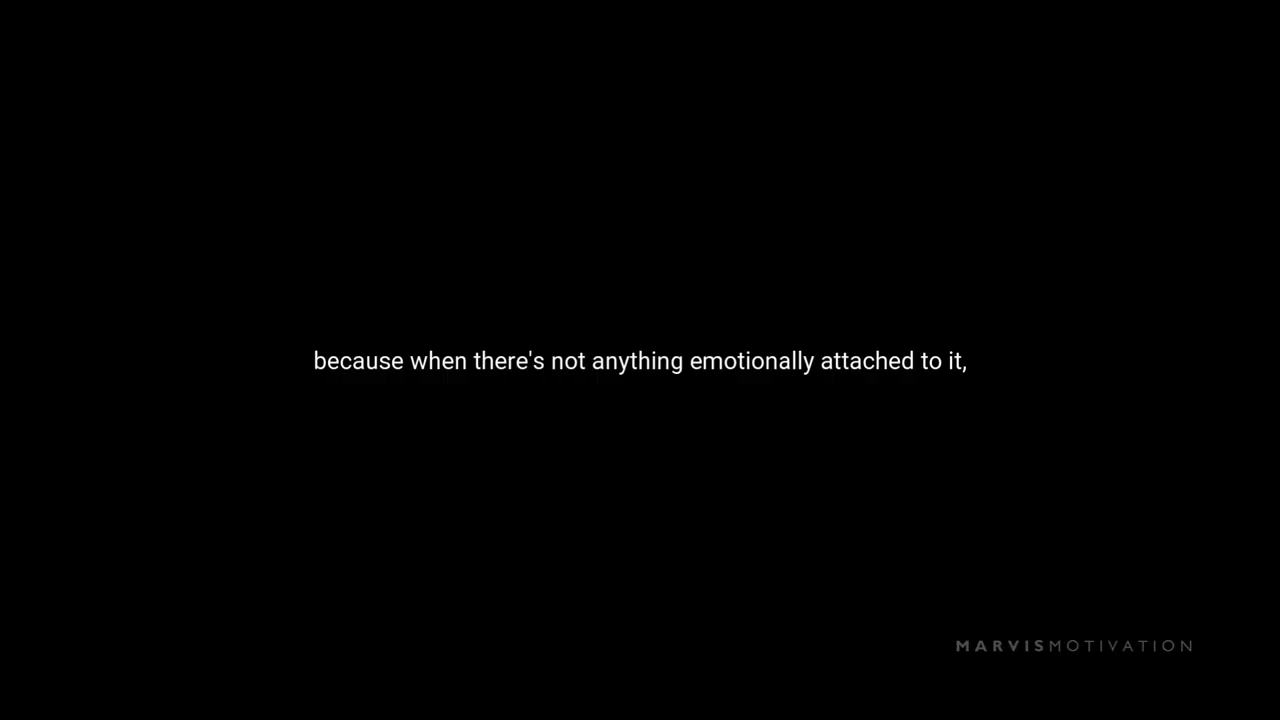 because when there's not anything emotionally attached to it,
MARVISMOTIVATION